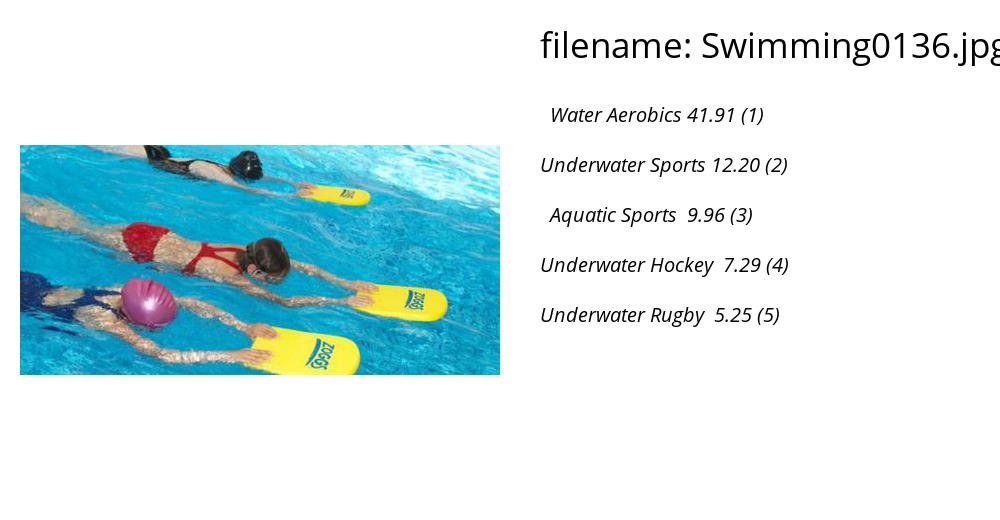 filename: Swimming0136.jpg
Water Aerobics 41.91 (1)
Underwater Sports 12.20 (2)
Aquatic Sports 9.96 (3)
Underwater Hockey 7.29 (4)
Underwater Rugby 5.25 (5)
ZOGGS
ZOGGS
ZOGGS